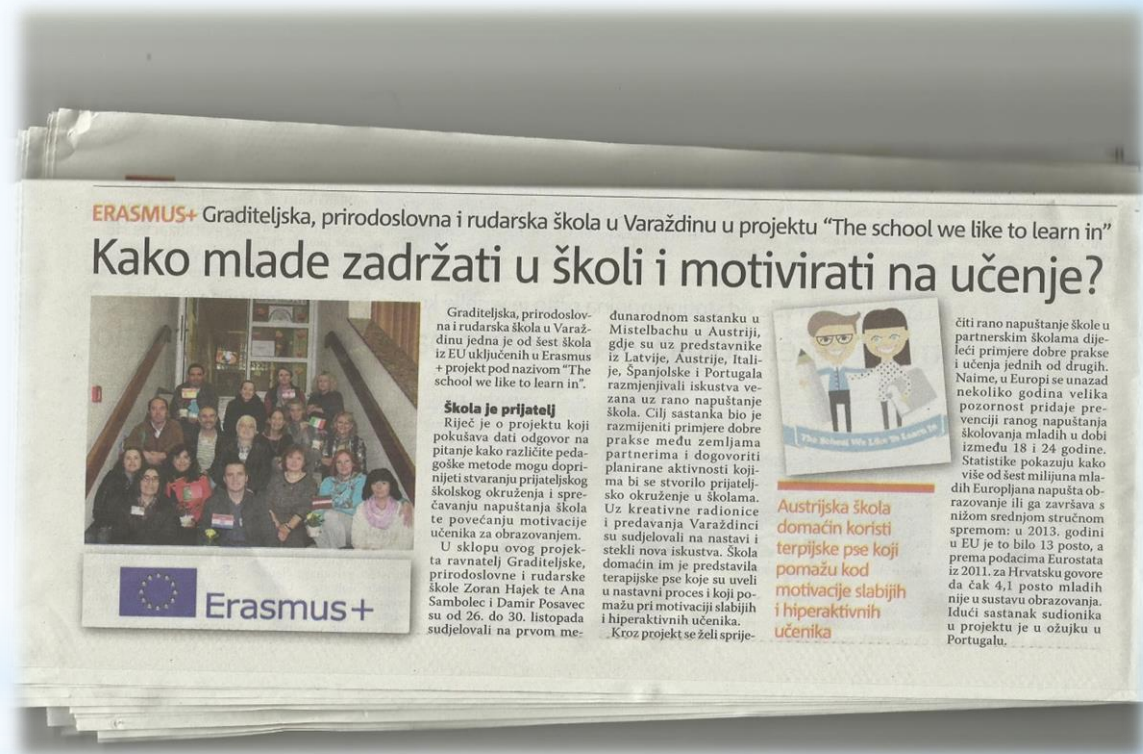 ERASMUS+ Graditeljska, prirodoslovna i rudarska škola u Varaždinu u projektu “The school we like to learn in”
Kako mlade zadržati u školi i motivirati na učenje?
Graditeljska, prirodoslov-
na i rudarska škola u Varaž-
dinu jedna je od šest škola
iz EU uključenih u Erasmus
+ projekt pod nazivom “The
school we like to learn in”.
Škola je prijatelj
Riječ je o projektu koji
pokušava dati odgovor na
pitanje kako različite peda-
goške metode mogu dopri-
nijeti stvaranju prijateljskog
školskog okruženja i spre-
čavanju napuštanja škola
te povećanju motivacije
učenika za obrazovanjem.
U sklopu ovog projek-
ta ravnatelj Graditeljske,
prirodoslovne i rudarske
škole Zoran Hajek te Ana
Sambolec i Damir Posavec
su od 26. do 30. listopada
sudjelovali na prvom me-
đunarodnom sastanku u
Mistelbachu u Austriji,
gdje su uz predstavnike
iz Latvije, Austrije, Itali-
je, Španjolske i Portugala
razmjenjivali iskustva ve-
zana uz rano napuštanje
škola. Cilj sastanka bio je
razmijeniti primjere dobre
prakse među zemljama
partnerima i dogovoriti
planirane aktivnosti koji-
ma bi se stvorilo prijatelj-
sko okruženje u školama.
Uz kreativne radionice
i predavanja Varaždinci
su sudjelovali na nastavi i
stekli nova iskustva. Škola
domaćin im je predstavila
terapijske pse koje su uveli
u nastavni proces i koji po-
mažu pri motivaciji slabijih
i hiperaktivnih učenika.
Kroz projekt se želi sprije-
čiti rano napuštanje škole u
partnerskim školama dije-
leći primjere dobre prakse
i učenja jednih od drugih.
Naime, u Europi se unazad
nekoliko godina velika
pozornost pridaje pre-
venciji ranog napuštanja
školovanja mladih u dobi
između 18 i 24 godine.
Statistike pokazuju kako
više od šest milijuna mla-
dih Europljana napušta ob-
razovanje ili ga završava s
nižom srednjom stručnom
spremom: u 2013. godini
u EU je to bilo 13 posto, a
prema podacima Eurostata
iz 2011. za Hrvatsku govore
da čak 4,1 posto mladih
nije u sustavu obrazovanja.
Idući sastanak sudionika
u projektu je u ožujku u
Portugalu.
The School We Like To Learn In
Austrijska škola
domaćin koristi
terpijske pse koji
pomažu kod
motivacije slabijih
i hiperaktivnih
učenika
Erasmus+